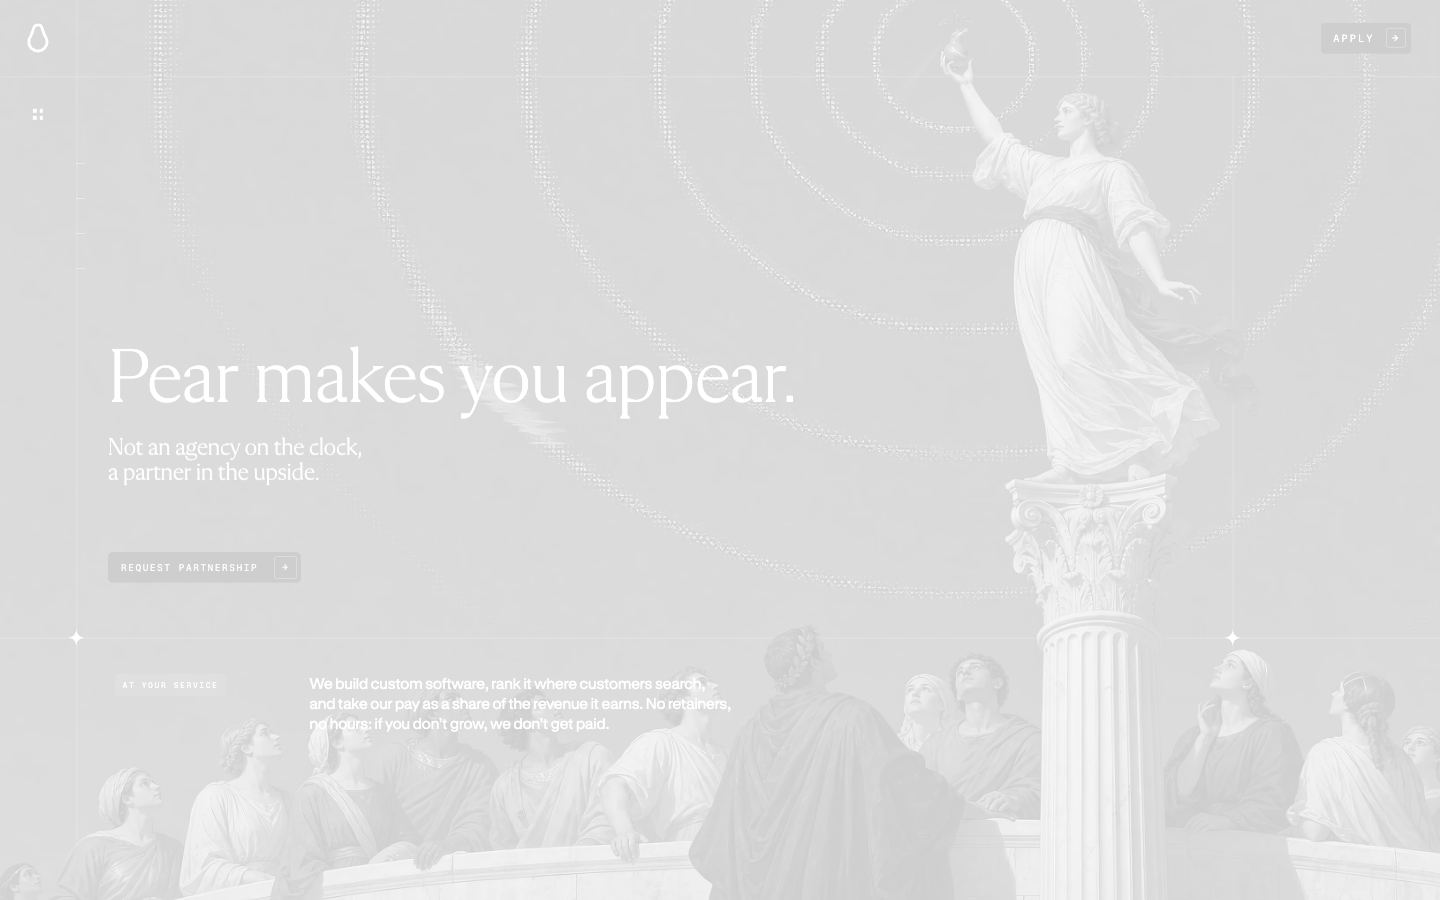 APPLY
Pear makes you appear.
Not an agency on the clock,
a partner in the upside.
REQUEST PARTNERSHIP
AT YOUR SERVICE
We build custom software, rank it where customers search,
and take our pay as a share of the revenue it earns. No retainers,
no hours: if you don't grow, we don't get paid.